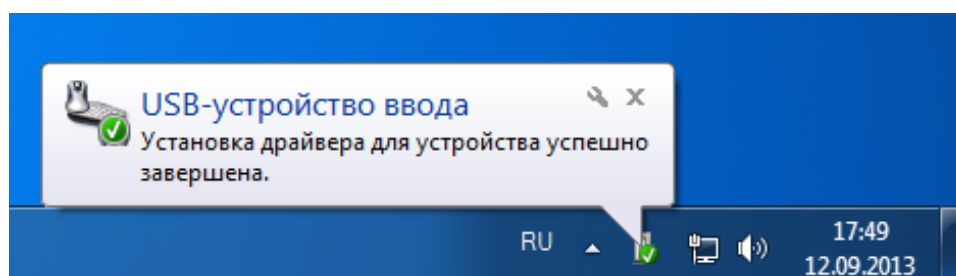 USB-устройство ввода
Установка драйвера для устройства успешно
завершена.
RU
17:49
12.09.2013